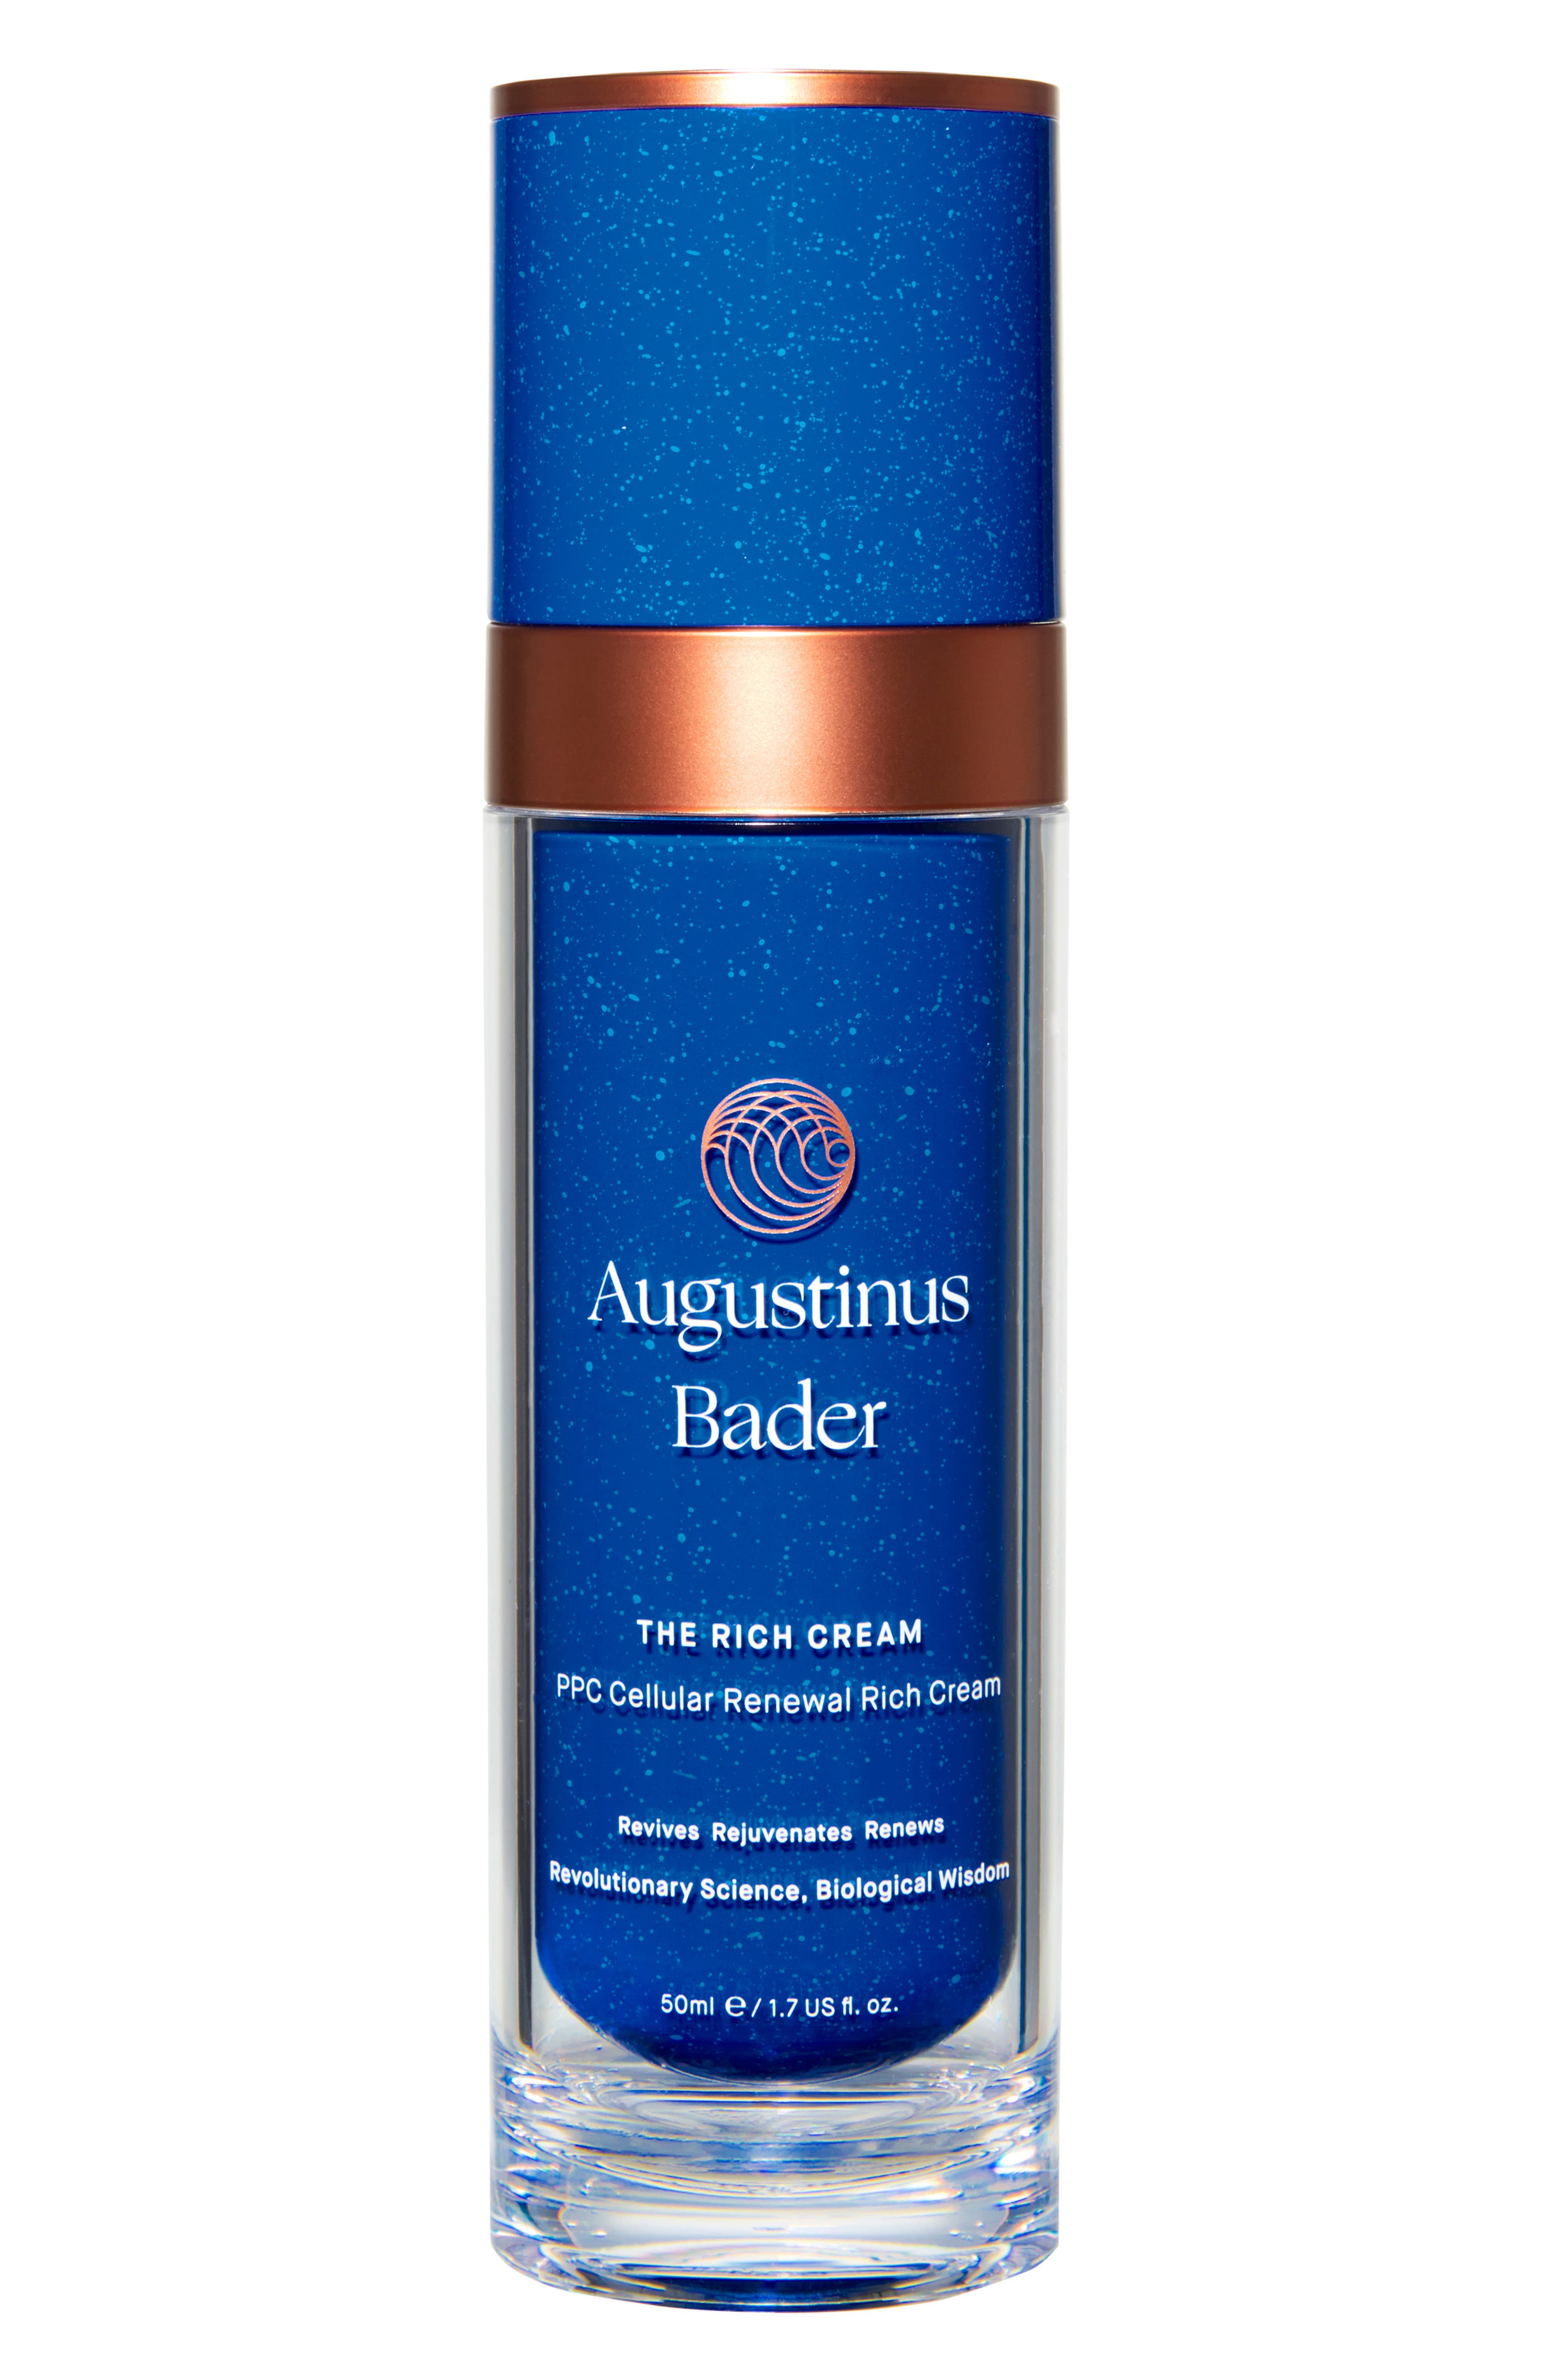 Augustinus
Bader
THE RICH CREAM
PPC Cellular Renewal Rich Cream
Revives Rejuvenates Renews
Revolutionary Science, Biological Wisdom
50ml ℮ / 1.7 US fl. oz.